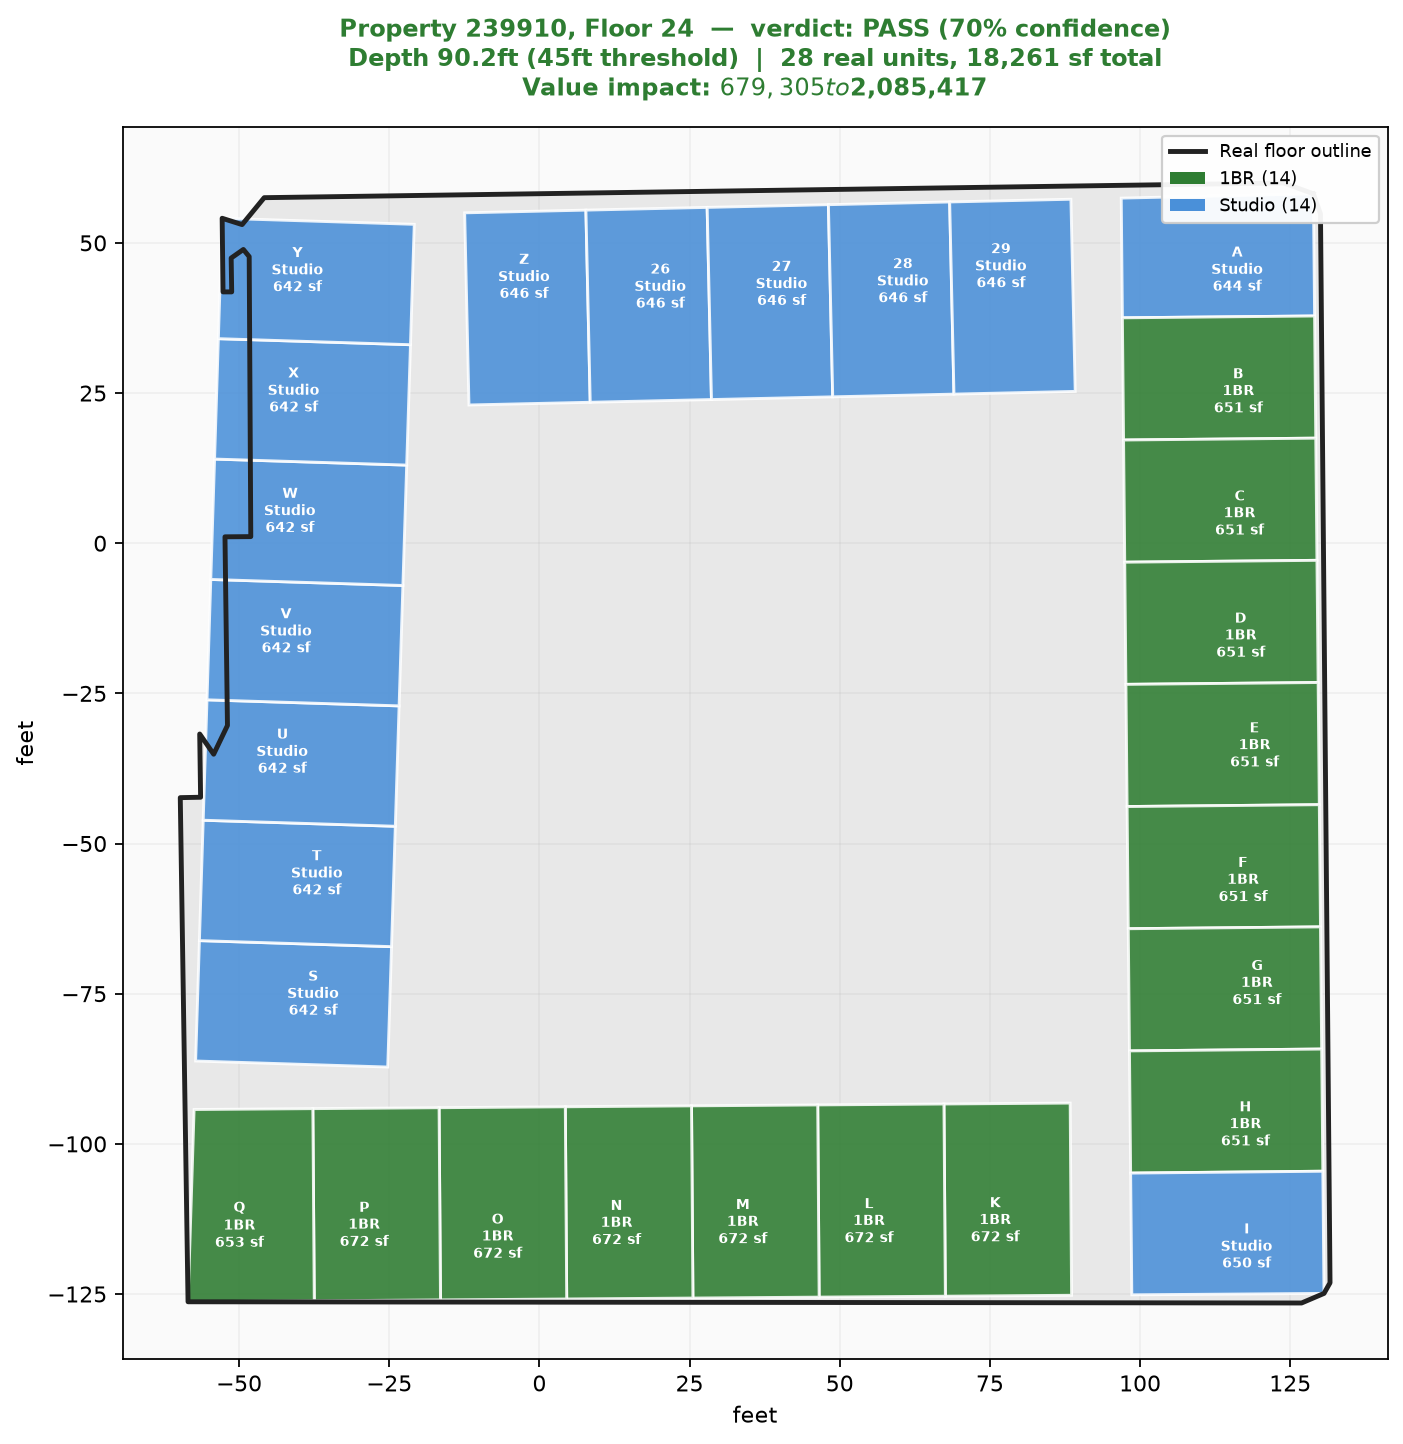 Property 239910, Floor 24 — verdict: PASS (70% confidence)
Depth 90.2ft (45ft threshold) | 28 real units, 18,261 sf total
Value impact: 679,305to2,085,417
Real floor outline
1BR (14)
Studio (14)
Y
Studio
642 sf
Z
Studio
646 sf
26
Studio
646 sf
27
Studio
646 sf
28
Studio
646 sf
29
Studio
646 sf
A
Studio
644 sf
X
Studio
642 sf
B
1BR
651 sf
W
Studio
642 sf
C
1BR
651 sf
V
Studio
642 sf
D
1BR
651 sf
U
Studio
642 sf
E
1BR
651 sf
T
Studio
642 sf
F
1BR
651 sf
S
Studio
642 sf
G
1BR
651 sf
H
1BR
651 sf
Q
1BR
653 sf
P
1BR
672 sf
O
1BR
672 sf
N
1BR
672 sf
M
1BR
672 sf
L
1BR
672 sf
K
1BR
672 sf
I
Studio
650 sf
50
25
0
−25
−50
−75
−100
−125
feet
−50
−25
0
25
50
75
100
125
feet